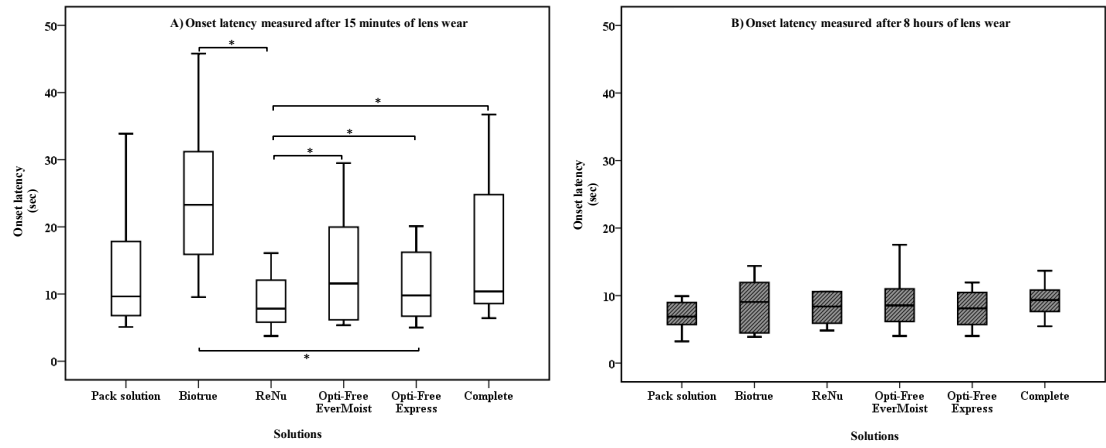 A) Onset latency measured after 15 minutes of lens wear
50
40
30
20
10
0
Onset latency
(sec)
*
*
*
*
*
Pack solution Biotrue ReNu Opti-Free EverMoist Opti-Free Express Complete
Solutions
B) Onset latency measured after 8 hours of lens wear
50
40
30
20
10
0
Onset latency
(sec)
Pack solution Biotrue ReNu Opti-Free EverMoist Opti-Free Express Complete
Solutions